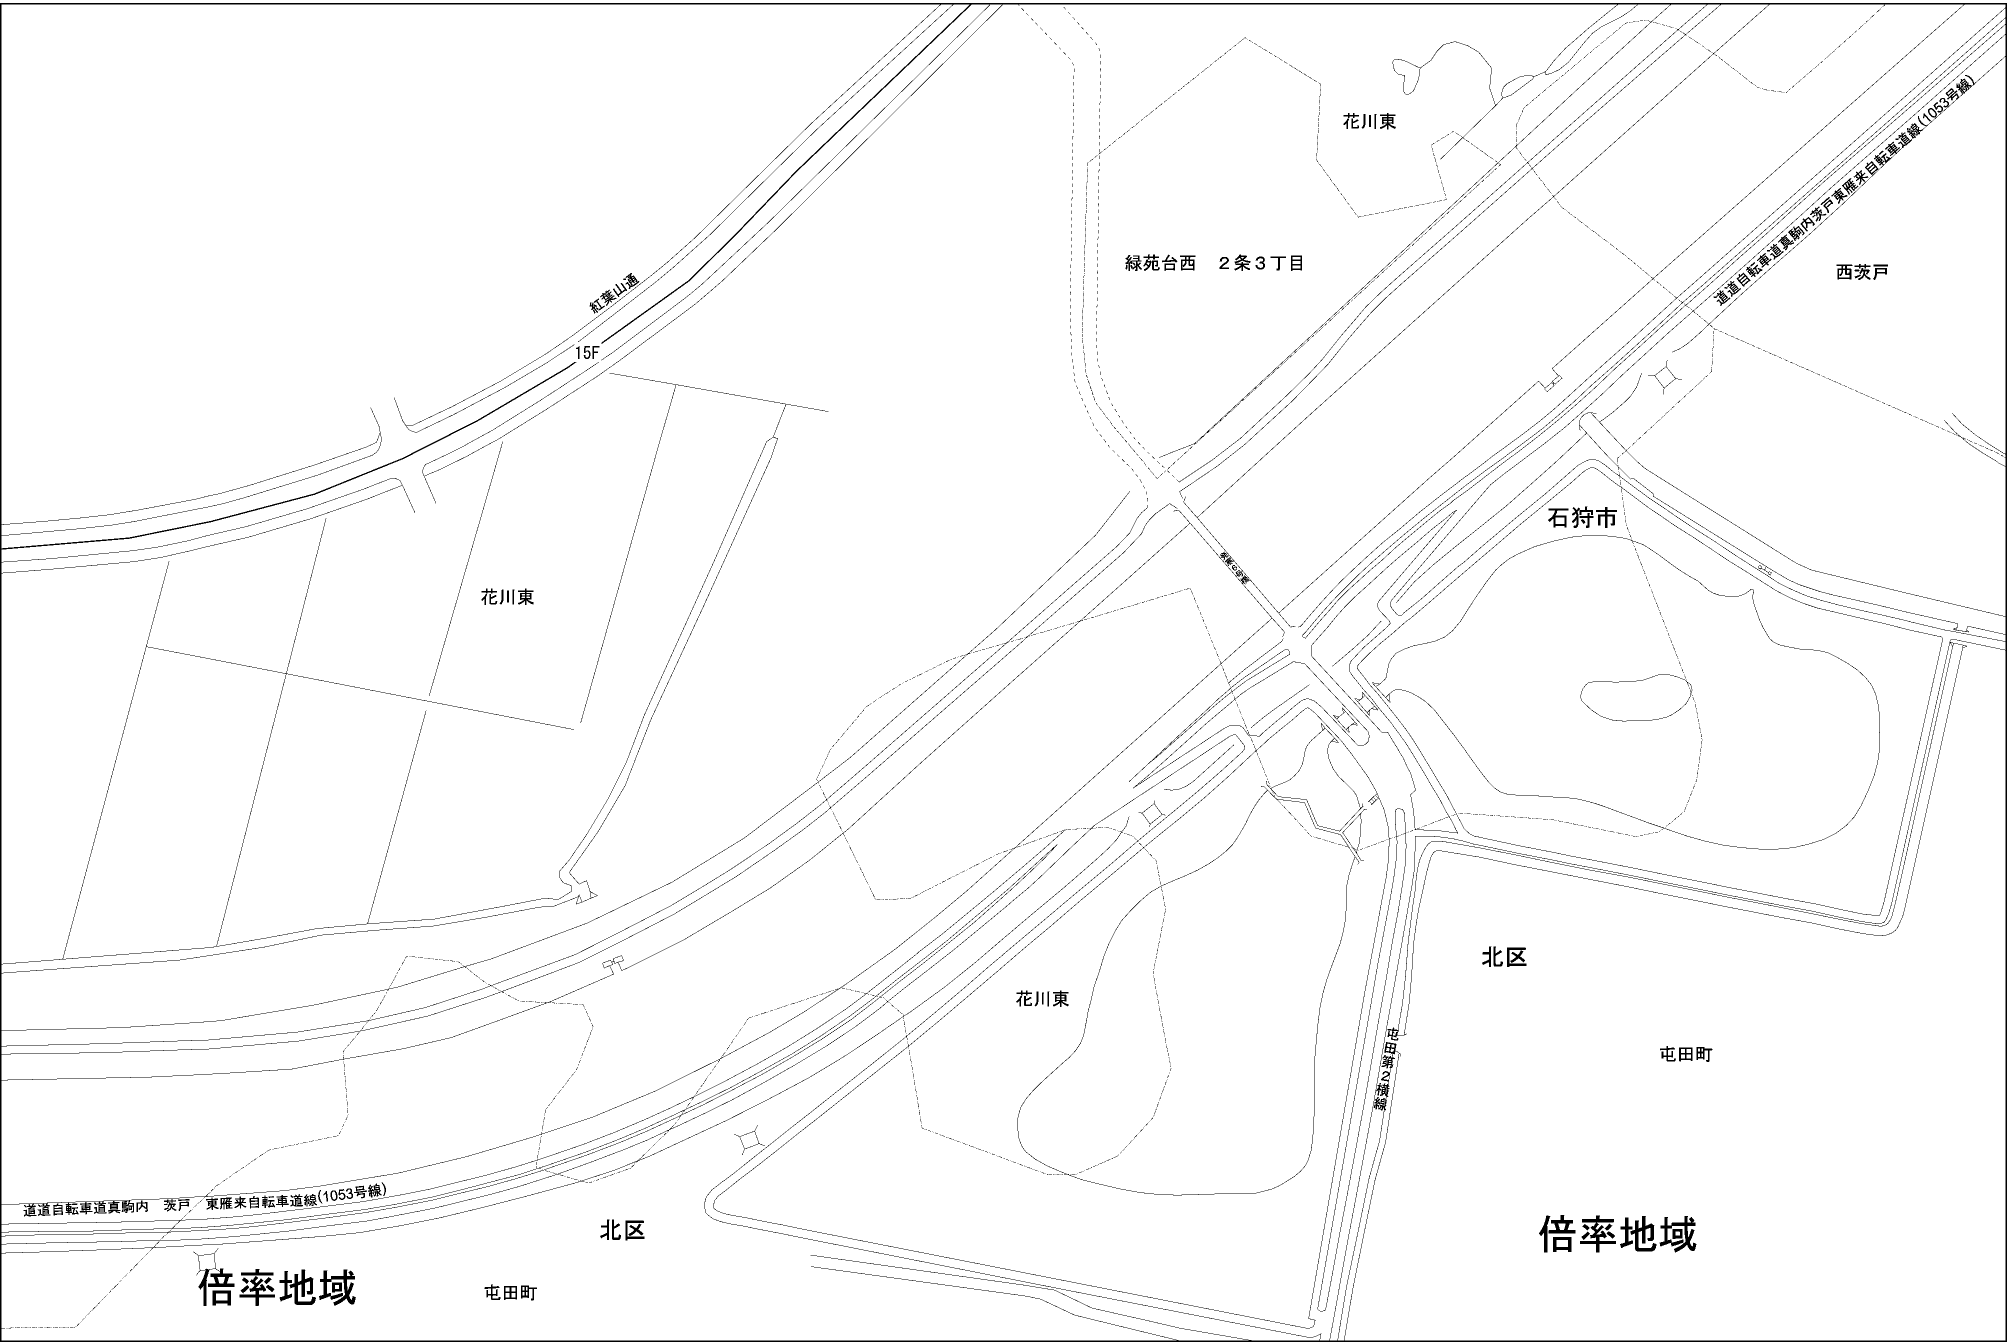 花川東
道道自転車道真駒内茨戸東雁来自転車道線(1053号線)
緑苑台西　２条３丁目
西茨戸
紅葉山通
15F
石狩市
花川東
北区
花川東
屯田町
屯田第２横線
道道自転車道真駒内　茨戸　東雁来自転車道線(1053号線)
北区
倍率地域
倍率地域
屯田町